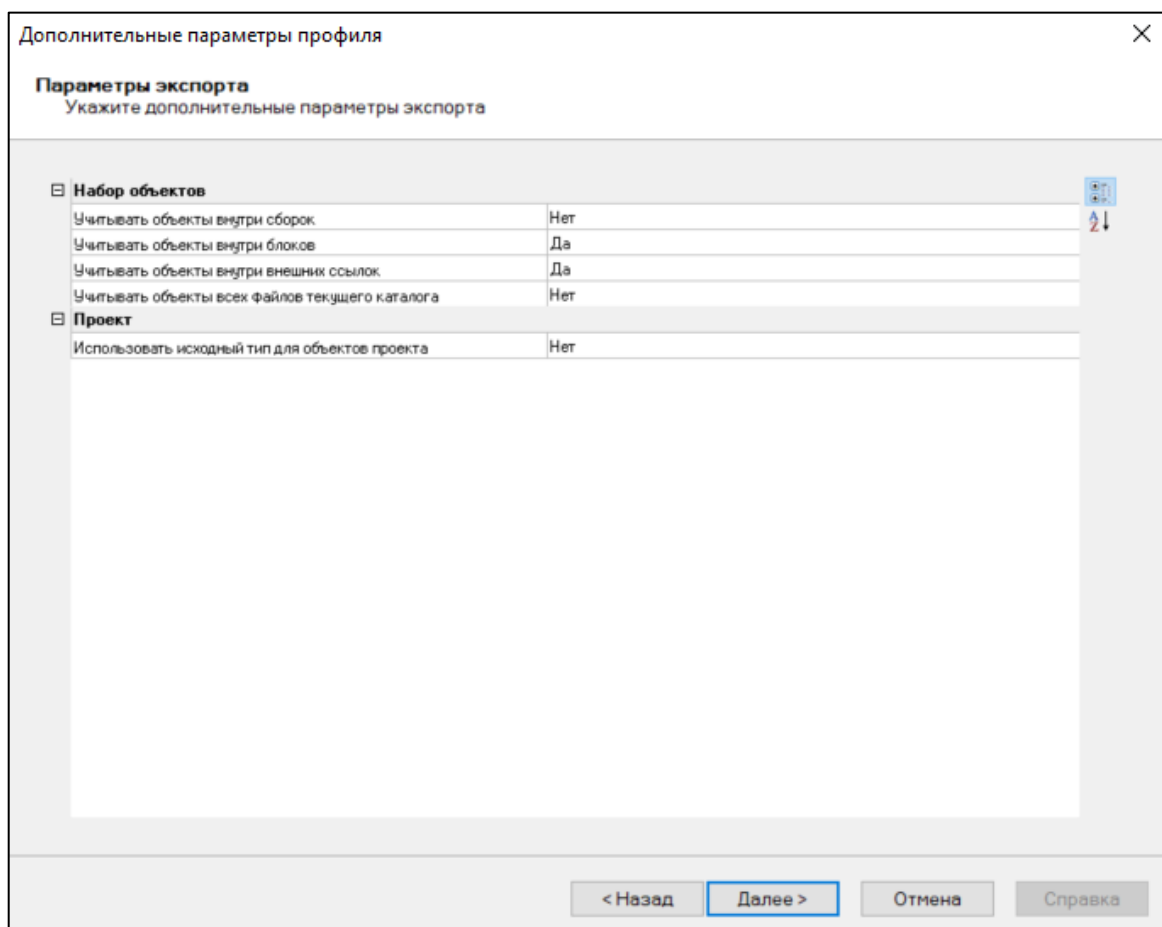 Дополнительные параметры профиля
Параметры экспорта
Укажите дополнительные параметры экспорта
Набор объектов
Учитывать объекты внутри сборок Нет
Учитывать объекты внутри блоков Да
Учитывать объекты внутри внешних ссылок Да
Учитывать объекты всех файлов текущего каталога Нет
Проект
Использовать исходный тип для объектов проекта Нет
< Назад Далее > Отмена Справка